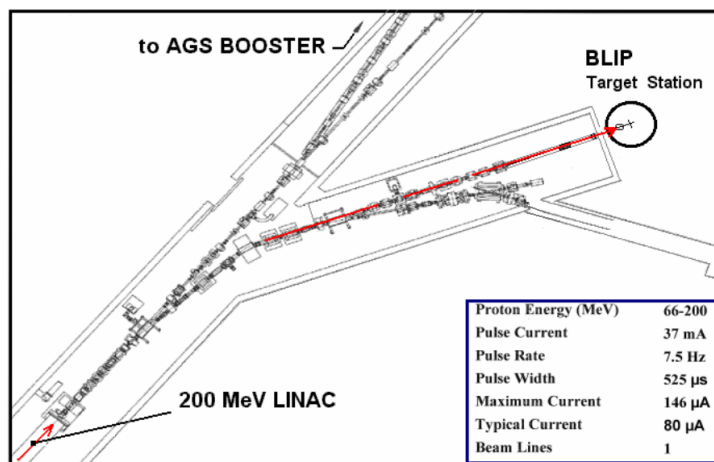 to AGS BOOSTER
BLIP
Target Station
200 MeV LINAC
Proton Energy (MeV) 66-200
Pulse Current 37 mA
Pulse Rate 7.5 Hz
Pulse Width 525 µs
Maximum Current 146 µA
Typical Current 80 µA
Beam Lines 1